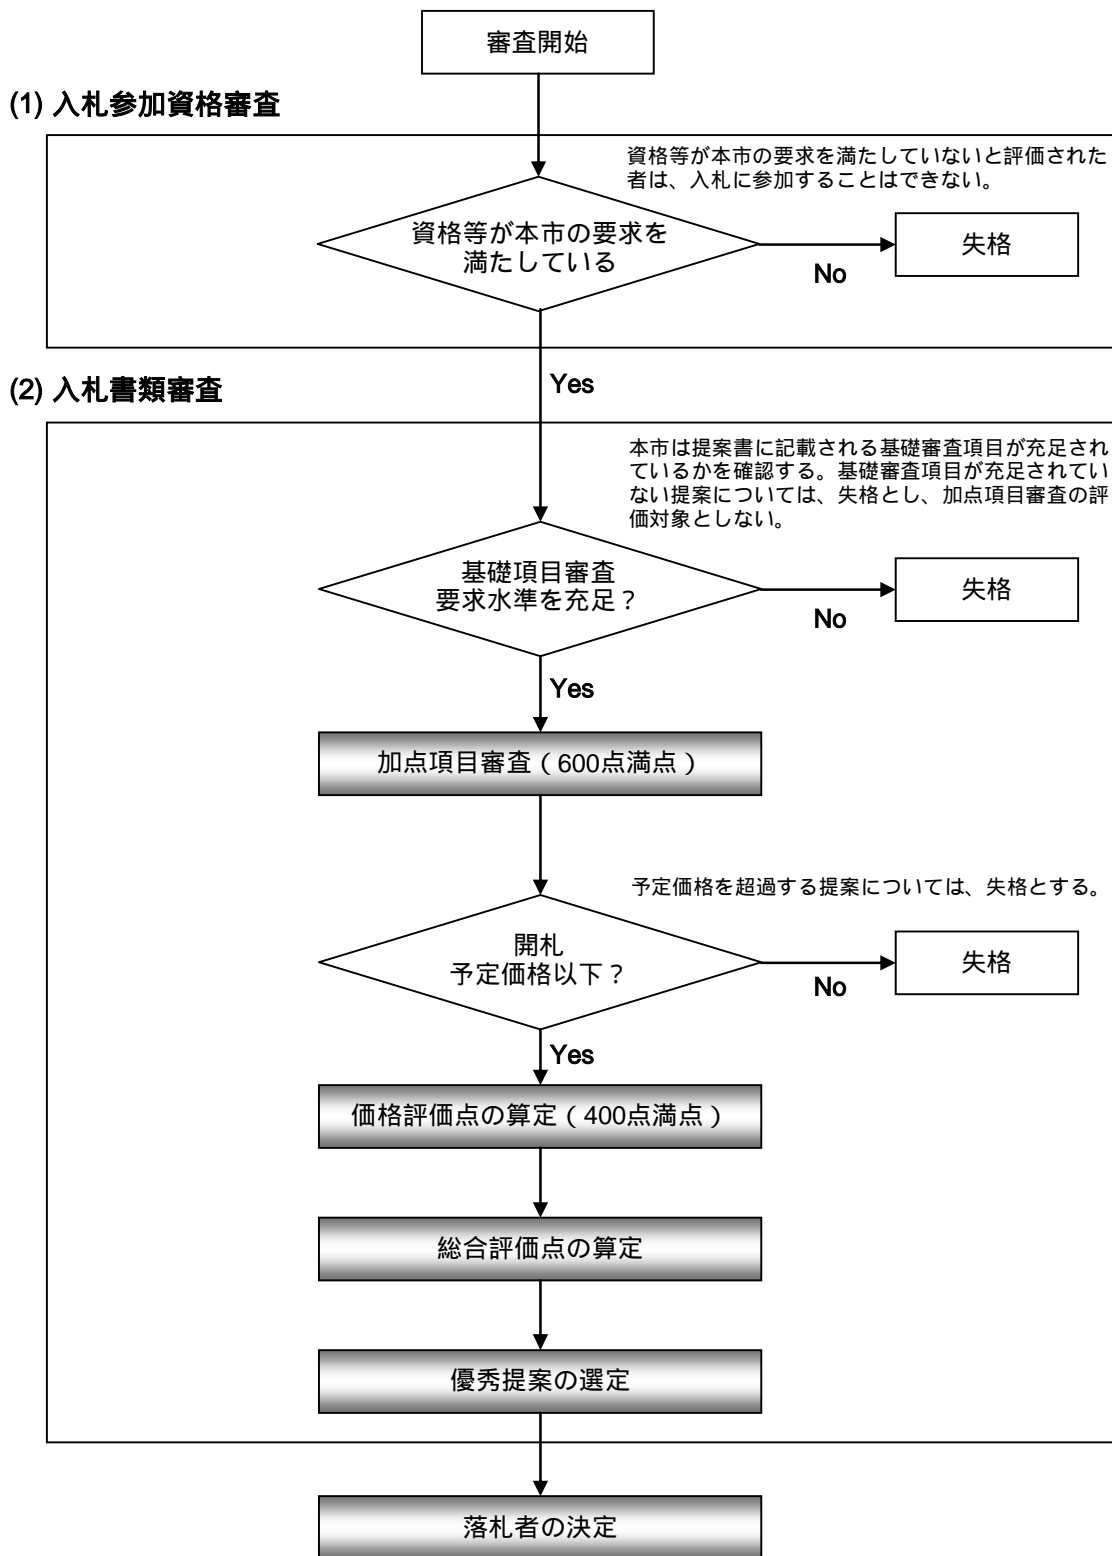 審査開始
(1) 入札参加資格審査
資格等が本市の要求を満たしていないと評価された
者は、入札に参加することはできない。
資格等が本市の要求を
満たしている
No
失格
Yes
(2) 入札書類審査
本市は提案書に記載される基礎審査項目が充足され
ているかを確認する。基礎審査項目が充足されてい
ない提案については、失格とし、加点項目審査の評
価対象としない。
基礎項目審査
要求水準を充足？
No
失格
Yes
加点項目審査（600点満点）
予定価格を超過する提案については、失格とする。
開札
予定価格以下？
No
失格
Yes
価格評価点の算定（400点満点）
総合評価点の算定
優秀提案の選定
落札者の決定